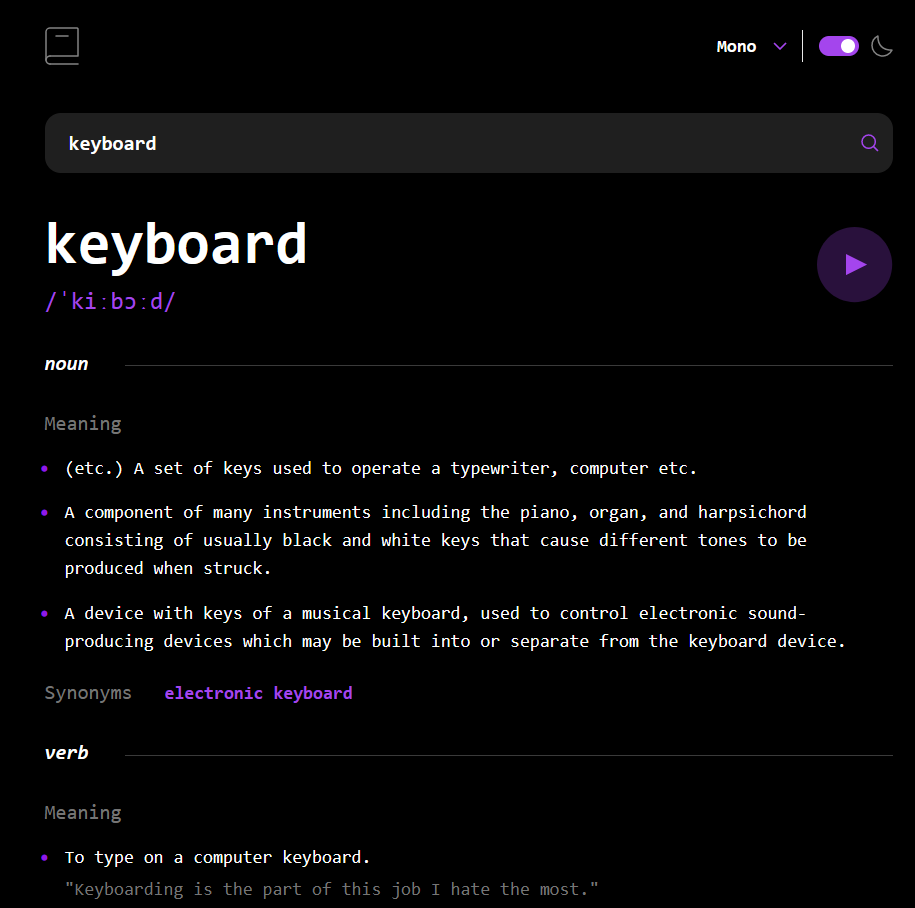 Mono
keyboard
keyboard
/ˈkiːbɔːd/
noun
Meaning
(etc.) A set of keys used to operate a typewriter, computer etc.
A component of many instruments including the piano, organ, and harpsichord
consisting of usually black and white keys that cause different tones to be
produced when struck.
A device with keys of a musical keyboard, used to control electronic sound-
producing devices which may be built into or separate from the keyboard device.
Synonyms electronic keyboard
verb
Meaning
To type on a computer keyboard.
"Keyboarding is the part of this job I hate the most."